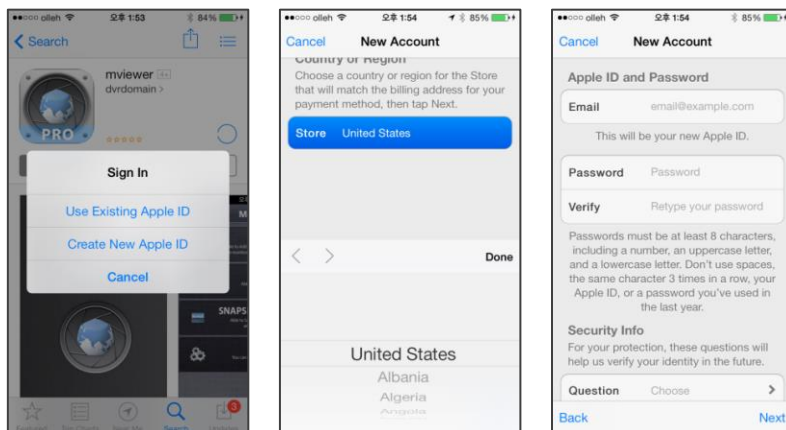 ●●○○○ olleh 오후 1:53 84%
Search
mviewer 4+
dvrdomain >
PRO
Sign In
Use Existing Apple ID
Create New Apple ID
Cancel
SNAPS
Search
3
●●○○○ olleh 오후 1:54 85%
Cancel New Account
Country or Region
Choose a country or region for the Store
that will match the billing address for your
payment method, then tap Next.
Store United States
Done
United States
Albania
Algeria
Angola
●●○○○ olleh 오후 1:54 85%
Cancel New Account
Apple ID and Password
Email email@example.com
This will be your new Apple ID.
Password Password
Verify Retype your password
Passwords must be at least 8 characters,
including a number, an uppercase letter,
and a lowercase letter. Don't use spaces,
the same character 3 times in a row, your
Apple ID, or a password you've used in
the last year.
Security Info
For your protection, these questions will
help us verify your identity in the future.
Question Choose
Back Next